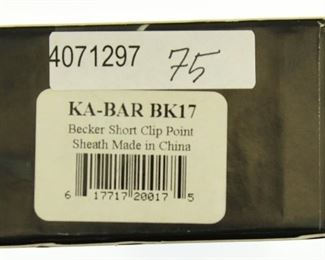 4071297 75
KA-BAR BK17
Becker Short Clip Point
Sheath Made in China
6 17717 20017 5